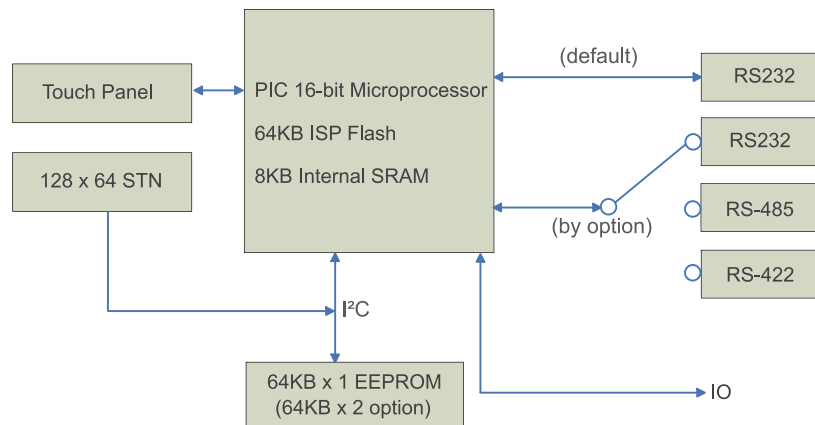 Touch Panel
128 x 64 STN
PIC 16-bit Microprocessor
64KB ISP Flash
8KB Internal SRAM
(default)
RS232
RS232
(by option)
RS-485
RS-422
I²C
64KB x 1 EEPROM
(64KB x 2 option)
IO